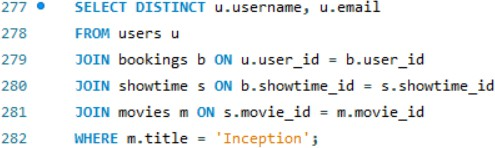 277 SELECT DISTINCT u.username, u.email
278 FROM users u
279 JOIN bookings b ON u.user_id = b.user_id
280 JOIN showtime s ON b.showtime_id = s.showtime_id
281 JOIN movies m ON s.movie_id = m.movie_id
282 WHERE m.title = 'Inception';